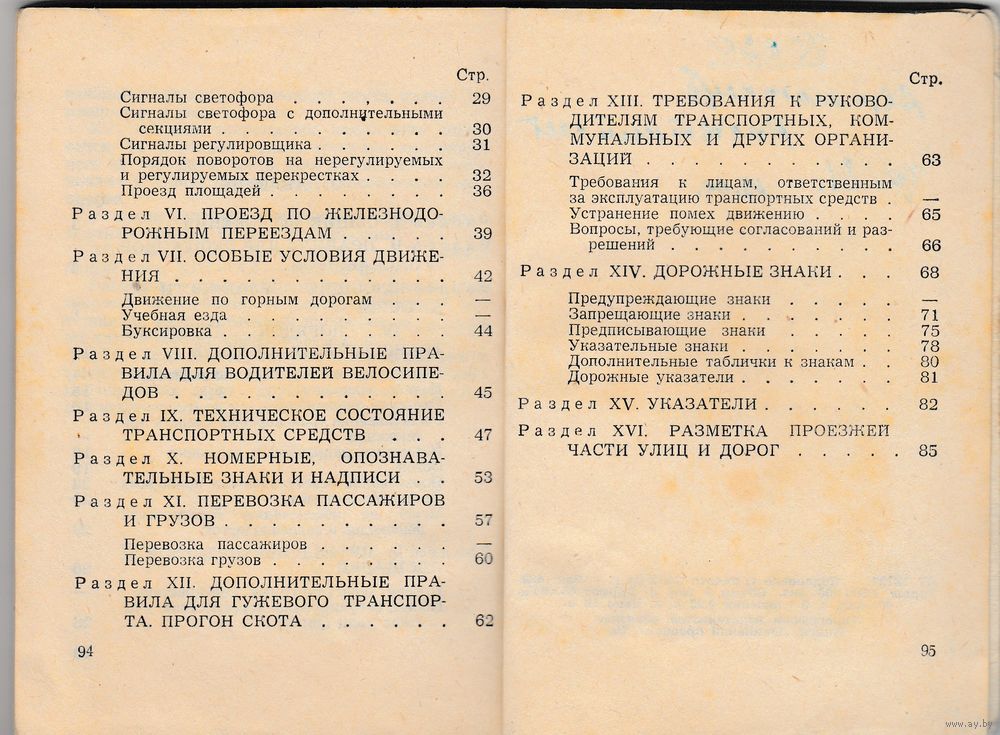 Стр.
Сигналы светофора . . . . . . . 29
Сигналы светофора с дополнительными
секциями . . . . . . . . . . 30
Сигналы регулировщика . . . . . . 31
Порядок поворотов на нерегулируемых
и регулируемых перекрестках . . . . 32
Проезд площадей . . . . . . . . 36
Раздел VI. ПРОЕЗД ПО ЖЕЛЕЗНОДО-
РОЖНЫМ ПЕРЕЕЗДАМ . . . . . 39
Раздел VII. ОСОБЫЕ УСЛОВИЯ ДВИЖЕ-
НИЯ . . . . . . . . . . . 42
Движение по горным дорогам . . . —
Учебная езда . . . . . . . . . —
Буксировка . . . . . . . . . 44
Раздел VIII. ДОПОЛНИТЕЛЬНЫЕ ПРА-
ВИЛА ДЛЯ ВОДИТЕЛЕЙ ВЕЛОСИПЕ-
ДОВ . . . . . . . . . . . 45
Раздел IX. ТЕХНИЧЕСКОЕ СОСТОЯНИЕ
ТРАНСПОРТНЫХ СРЕДСТВ . . . 47
Раздел X. НОМЕРНЫЕ, ОПОЗНАВА-
ТЕЛЬНЫЕ ЗНАКИ И НАДПИСИ . . 53
Раздел XI. ПЕРЕВОЗКА ПАССАЖИРОВ
И ГРУЗОВ . . . . . . . . . 57
Перевозка пассажиров . . . . . . —
Перевозка грузов . . . . . . . . 60
Раздел XII. ДОПОЛНИТЕЛЬНЫЕ ПРА-
ВИЛА ДЛЯ ГУЖЕВОГО ТРАНСПОР-
ТА. ПРОГОН СКОТА . . . . . . 62
94
Стр.
Раздел XIII. ТРЕБОВАНИЯ К РУКОВО-
ДИТЕЛЯМ ТРАНСПОРТНЫХ, КОМ-
МУНАЛЬНЫХ И ДРУГИХ ОРГАНИ-
ЗАЦИЙ . . . . . . . . . . 63
Требования к лицам, ответственным
за эксплуатацию транспортных средств . —
Устранение помех движению . . . . 65
Вопросы, требующие согласований и раз-
решений . . . . . . . . . . 66
Раздел XIV. ДОРОЖНЫЕ ЗНАКИ . . . 68
Предупреждающие знаки . . . . . —
Запрещающие знаки . . . . . . . 71
Предписывающие знаки . . . . . 75
Указательные знаки . . . . . . . 78
Дополнительные таблички к знакам . . 80
Дорожные указатели . . . . . . . 81
Раздел XV. УКАЗАТЕЛИ . . . . . . 82
Раздел XVI. РАЗМЕТКА ПРОЕЗЖЕЙ
ЧАСТИ УЛИЦ И ДОРОГ . . . . . 85
95
www.ay.by